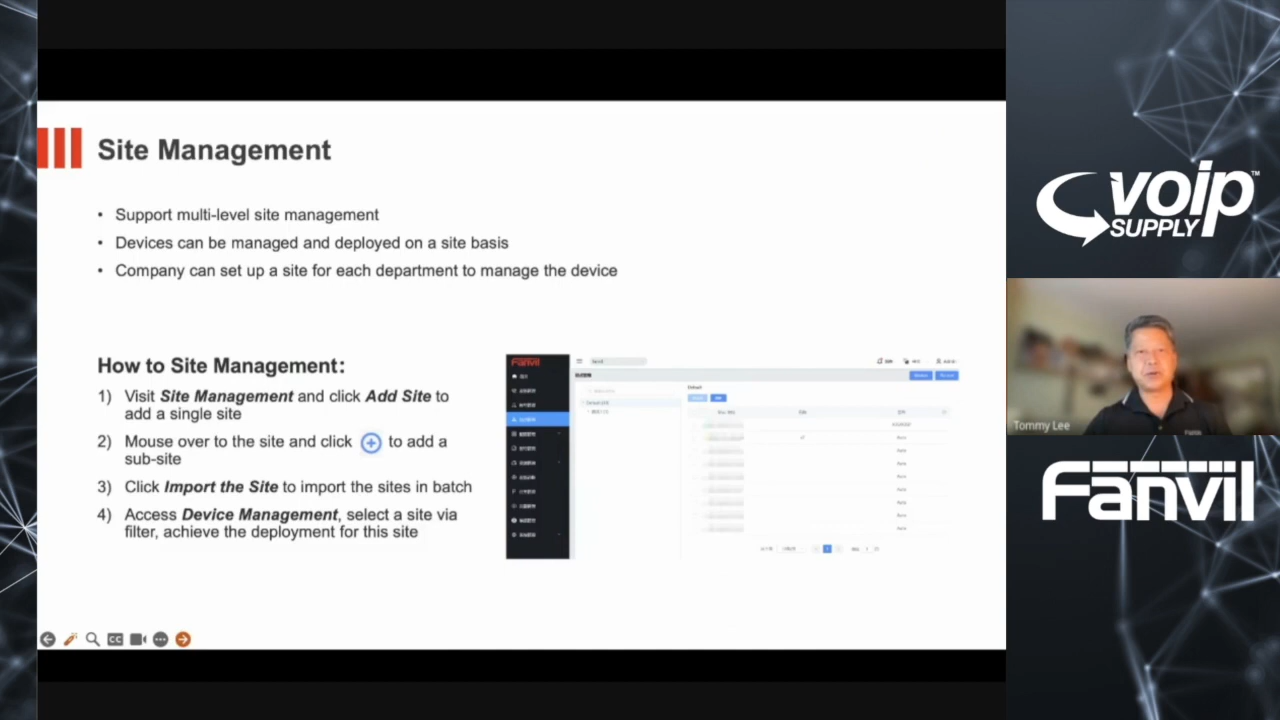 Site Management
• Support multi-level site management
• Devices can be managed and deployed on a site basis
• Company can set up a site for each department to manage the device
How to Site Management:
1) Visit Site Management and click Add Site to
add a single site
2) Mouse over to the site and click to add a
sub-site
3) Click Import the Site to import the sites in batch
4) Access Device Management, select a site via
filter, achieve the deployment for this site
Fanvil
CC
voip™
SUPPLY
Tommy Lee
Fanvil